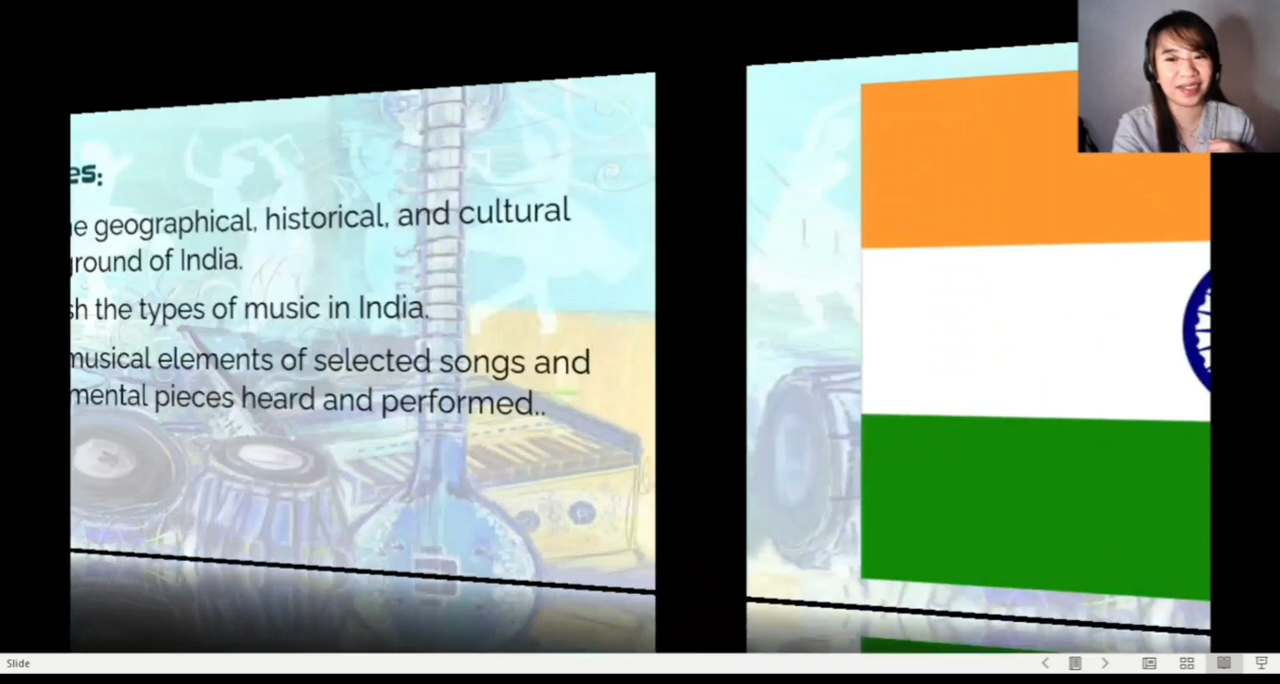 es:
e geographical, historical, and cultural
round of India.
sh the types of music in India.
musical elements of selected songs and
mental pieces heard and performed..
Slide